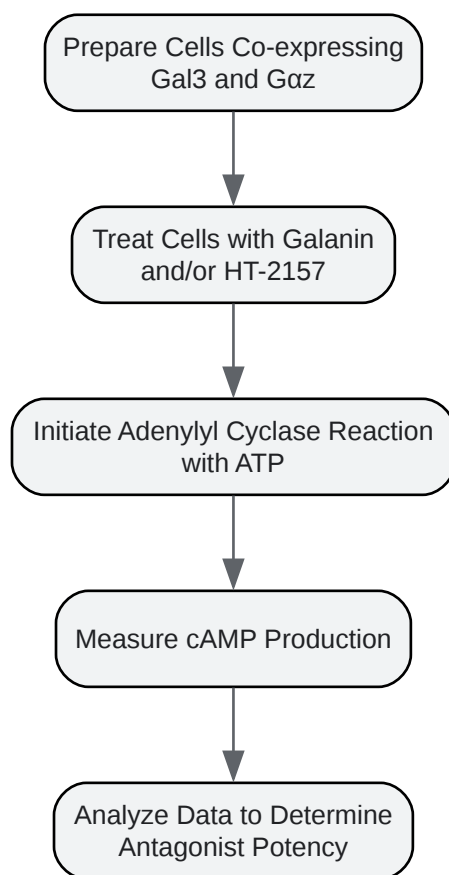 Prepare Cells Co-expressing
Gal3 and Gαz
Treat Cells with Galanin
and/or HT-2157
Initiate Adenylyl Cyclase Reaction
with ATP
Measure cAMP Production
Analyze Data to Determine
Antagonist Potency